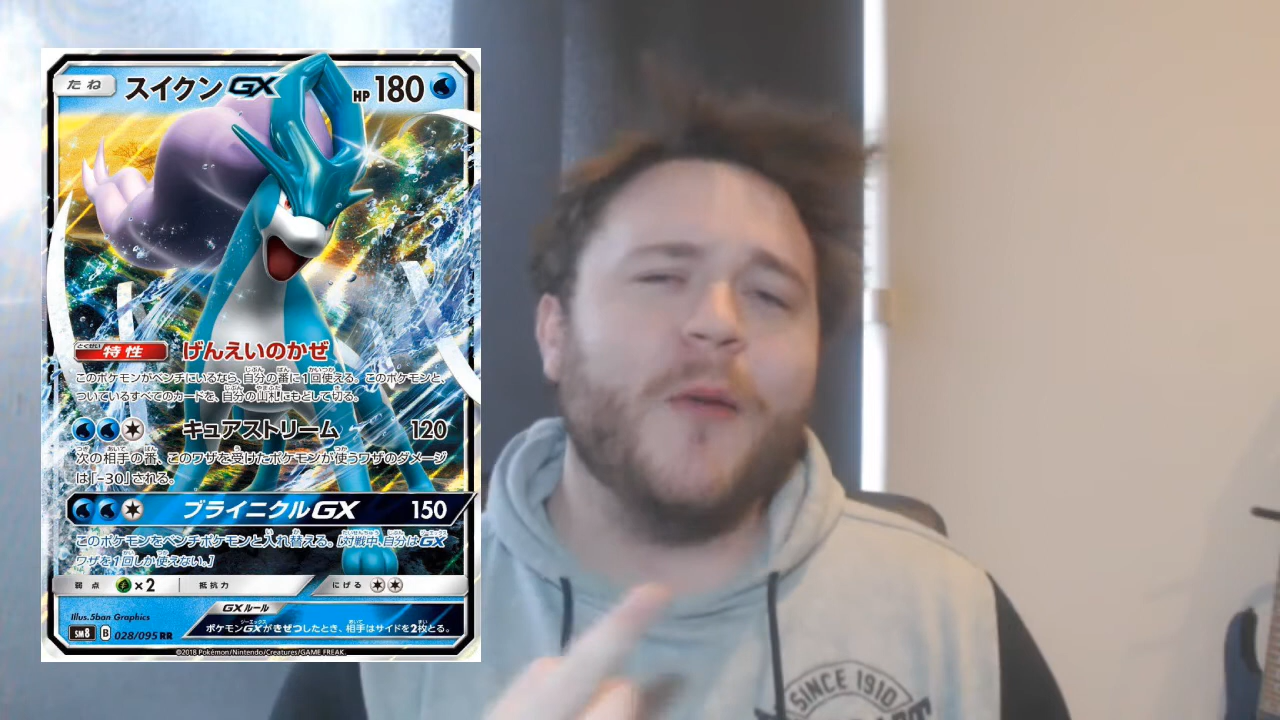 たね スイクンGX HP 180
とくせい
特性 げんえいのかぜ
このポケモンがベンチにいるなら、自分の番に1回使える。このポケモンと、
ついているすべてのカードを、自分の山札にもどして切る。
キュアストリーム 120
次の相手の番、このワザを受けたポケモンが使うワザのダメージ
は「-30」される。
ブライニクルGX 150
このポケモンをベンチポケモンと入れ替える。[対戦中、自分はGX
ワザを1回しか使えない。]
弱点 ×2 抵抗力 にげる
GXルール
ポケモンGXがきぜつしたとき、相手はサイドを2枚とる。
Illus. 5ban Graphics
SM8 B 028/095 RR
©2018 Pokémon/Nintendo/Creatures/GAME FREAK.
SINCE 1910